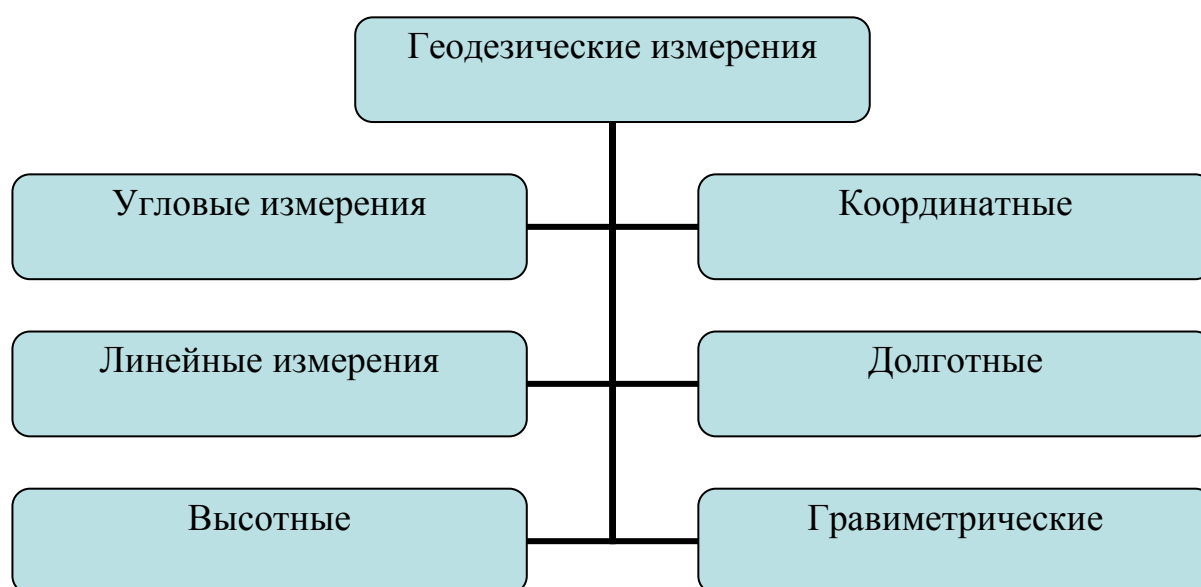 Геодезические измерения
Угловые измерения
Координатные
Линейные измерения
Долготные
Высотные
Гравиметрические